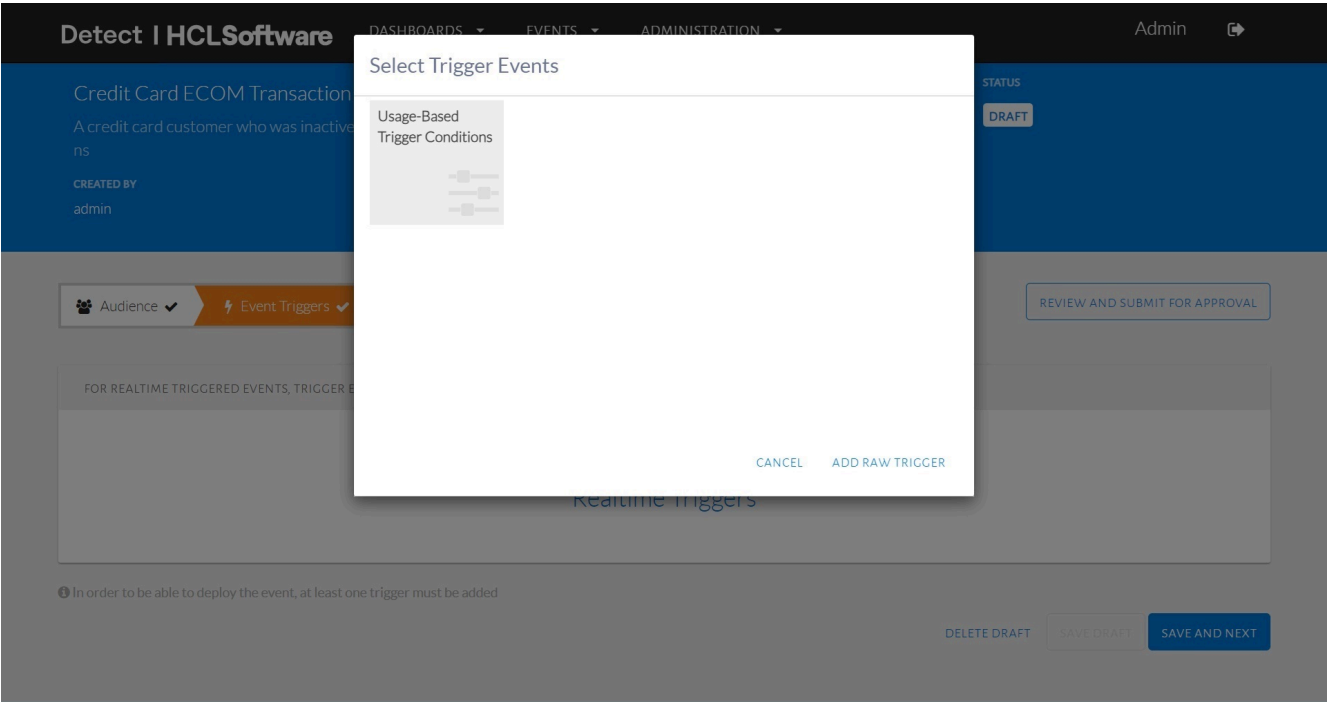 Detect | HCLSoftware
DASHBOARDS EVENTS ADMINISTRATION
Admin
Credit Card ECOM Transaction
A credit card customer who was inactive
ns
CREATED BY
admin
STATUS
DRAFT
Select Trigger Events
Usage-Based
Trigger Conditions
CANCEL ADD RAW TRIGGER
Audience
Event Triggers
REVIEW AND SUBMIT FOR APPROVAL
FOR REALTIME TRIGGERED EVENTS, TRIGGER E
Realtime Triggers
In order to be able to deploy the event, at least one trigger must be added
DELETE DRAFT SAVE DRAFT SAVE AND NEXT